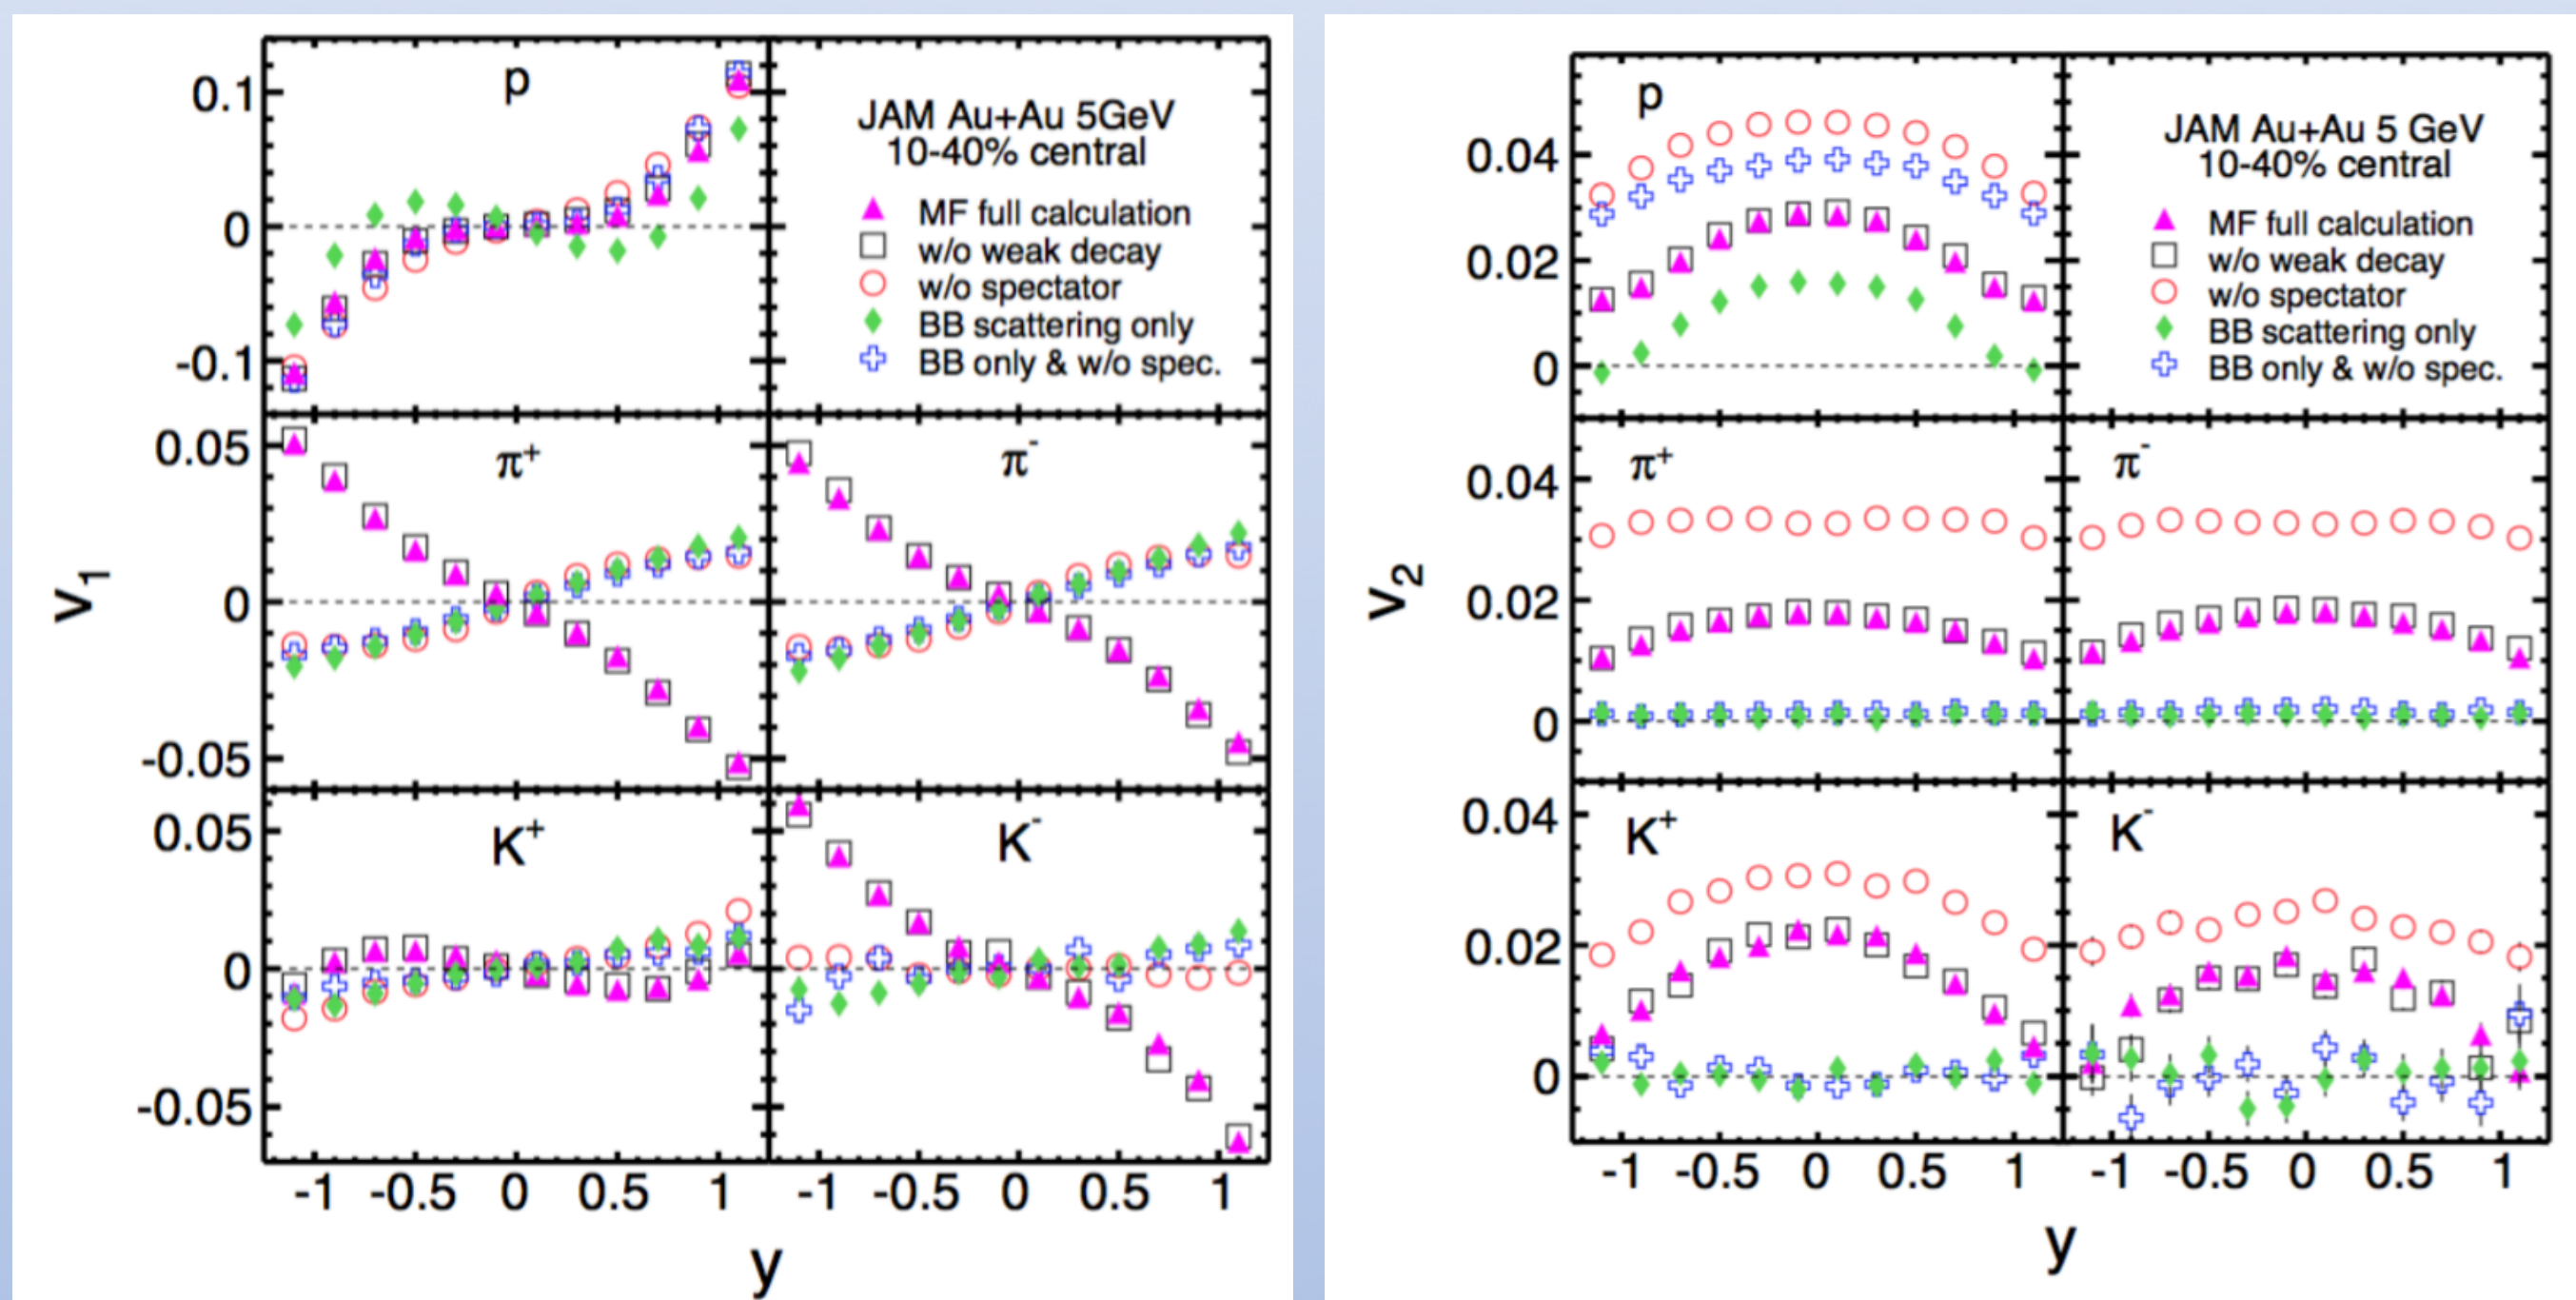 p
JAM Au+Au 5GeV
10-40% central
MF full calculation
w/o weak decay
w/o spectator
BB scattering only
BB only & w/o spec.
0.1
0
-0.1
π+
π-
0.05
0
-0.05
K+
K-
0.05
0
-0.05
v1
-1 -0.5 0 0.5 1 -1 -0.5 0 0.5 1
y
p
JAM Au+Au 5 GeV
10-40% central
MF full calculation
w/o weak decay
w/o spectator
BB scattering only
BB only & w/o spec.
0.04
0.02
0
π+
π-
0.04
0.02
0
K+
K-
0.04
0.02
0
v2
-1 -0.5 0 0.5 1 -1 -0.5 0 0.5 1
y